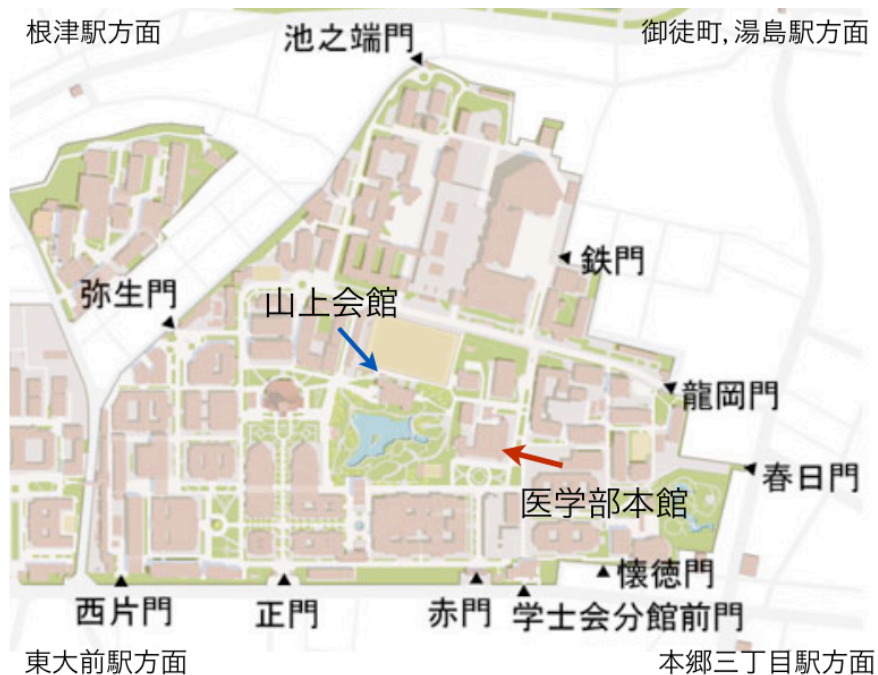 根津駅方面
御徒町, 湯島駅方面
池之端門
鉄門
弥生門
山上会館
龍岡門
春日門
医学部本館
懐徳門
西片門
正門
赤門
学士会分館前門
東大前駅方面
本郷三丁目駅方面